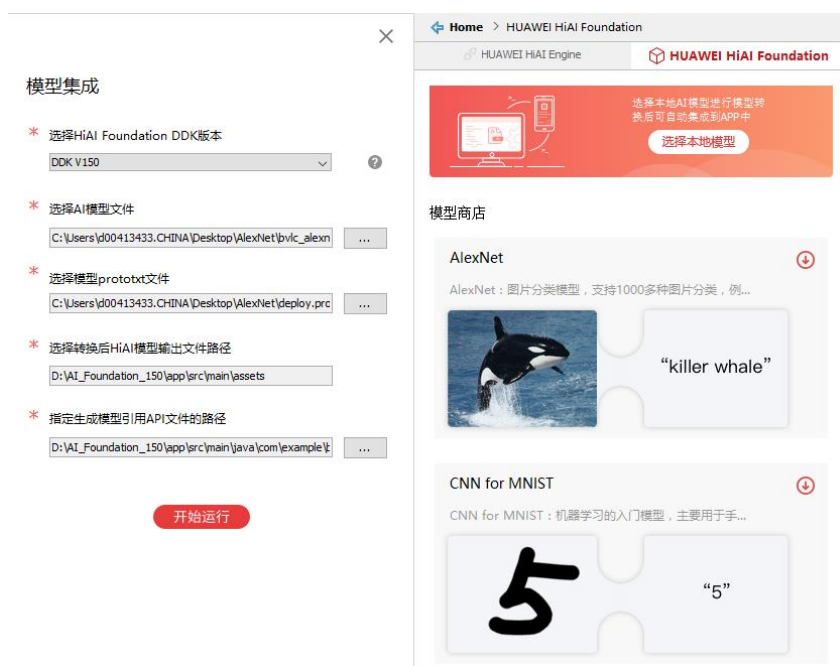 模型集成
* 选择HiAI Foundation DDK版本
DDK V150
?
* 选择AI模型文件
C:\Users\d00413433.CHINA\Desktop\AlexNet\bvlc_alexn
...
* 选择模型prototxt文件
C:\Users\d00413433.CHINA\Desktop\AlexNet\deploy.prc
...
* 选择转换后HiAI模型输出文件路径
D:\AI_Foundation_150\app\src\main\assets
* 指定生成模型引用API文件的路径
D:\AI_Foundation_150\app\src\main\java\com\example\t
...
开始运行
Home > HUAWEI HiAI Foundation
HUAWEI HiAI Engine
HUAWEI HiAI Foundation
选择本地AI模型进行模型转
换后可自动集成到APP中
选择本地模型
模型商店
AlexNet
AlexNet：图片分类模型，支持1000多种图片分类，例...
“killer whale”
CNN for MNIST
CNN for MNIST：机器学习的入门模型，主要用于手...
5
“5”